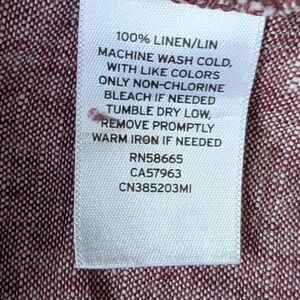 100% LINEN/LIN
MACHINE WASH COLD,
WITH LIKE COLORS
ONLY NON-CHLORINE
BLEACH IF NEEDED
TUMBLE DRY LOW,
REMOVE PROMPTLY
WARM IRON IF NEEDED
RN58665
CA57963
CN385203MI